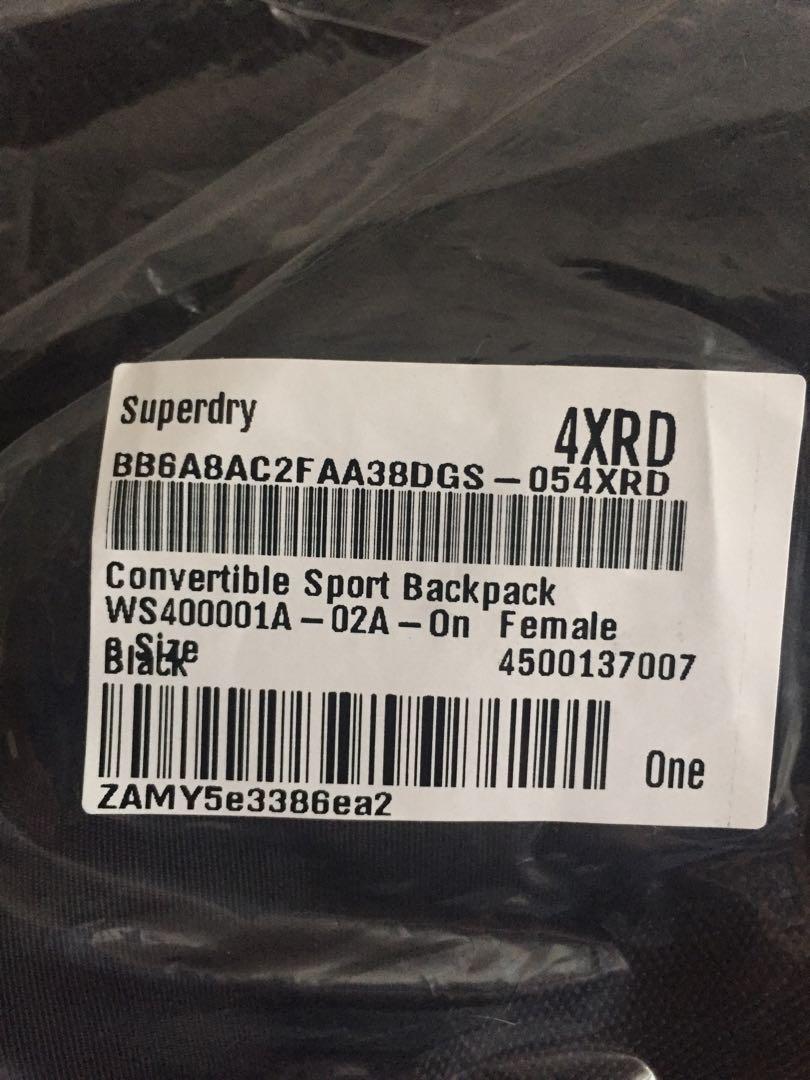 Superdry
4XRD
BB6A8AC2FAA38DGS-054XRD
Convertible Sport Backpack
WS400001A-02A-On Female
e Size
Black 4500137007
One
ZAMY5e3386ea2